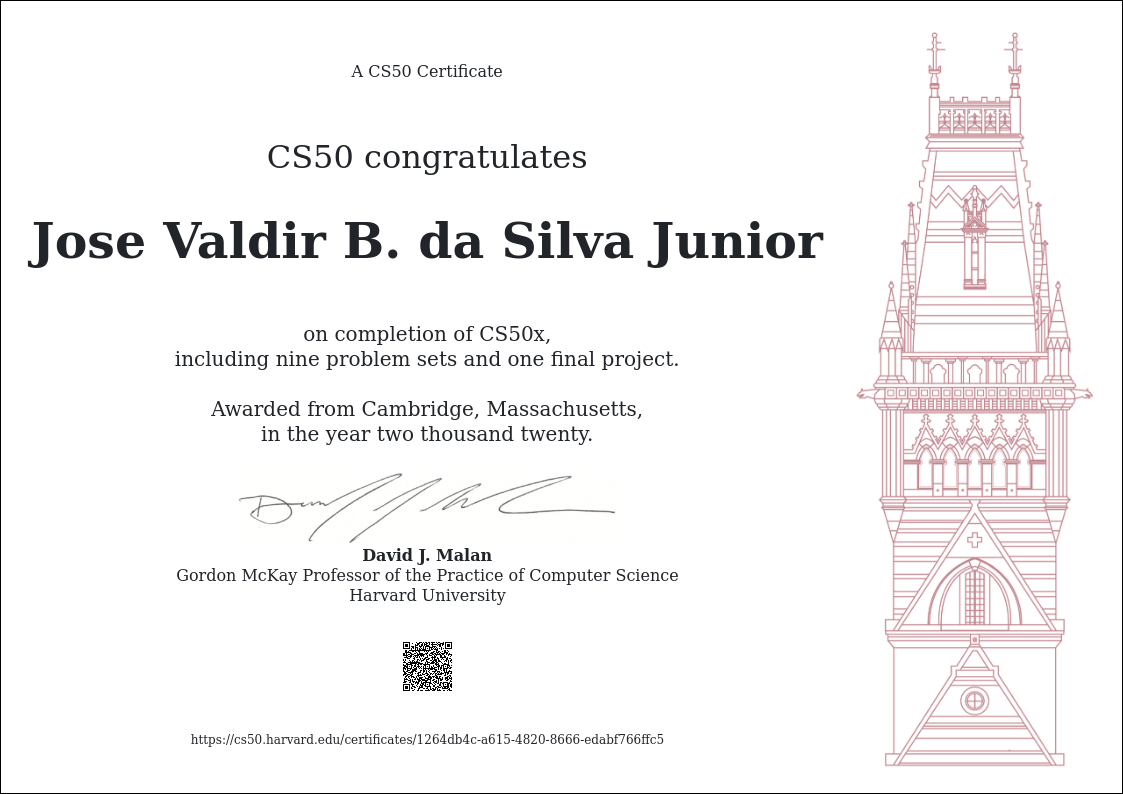 A CS50 Certificate
CS50 congratulates
Jose Valdir B. da Silva Junior
on completion of CS50x,
including nine problem sets and one final project.
Awarded from Cambridge, Massachusetts,
in the year two thousand twenty.
David J. Malan
Gordon McKay Professor of the Practice of Computer Science
Harvard University
https://cs50.harvard.edu/certificates/1264db4c-a615-4820-8666-edabf766ffc5